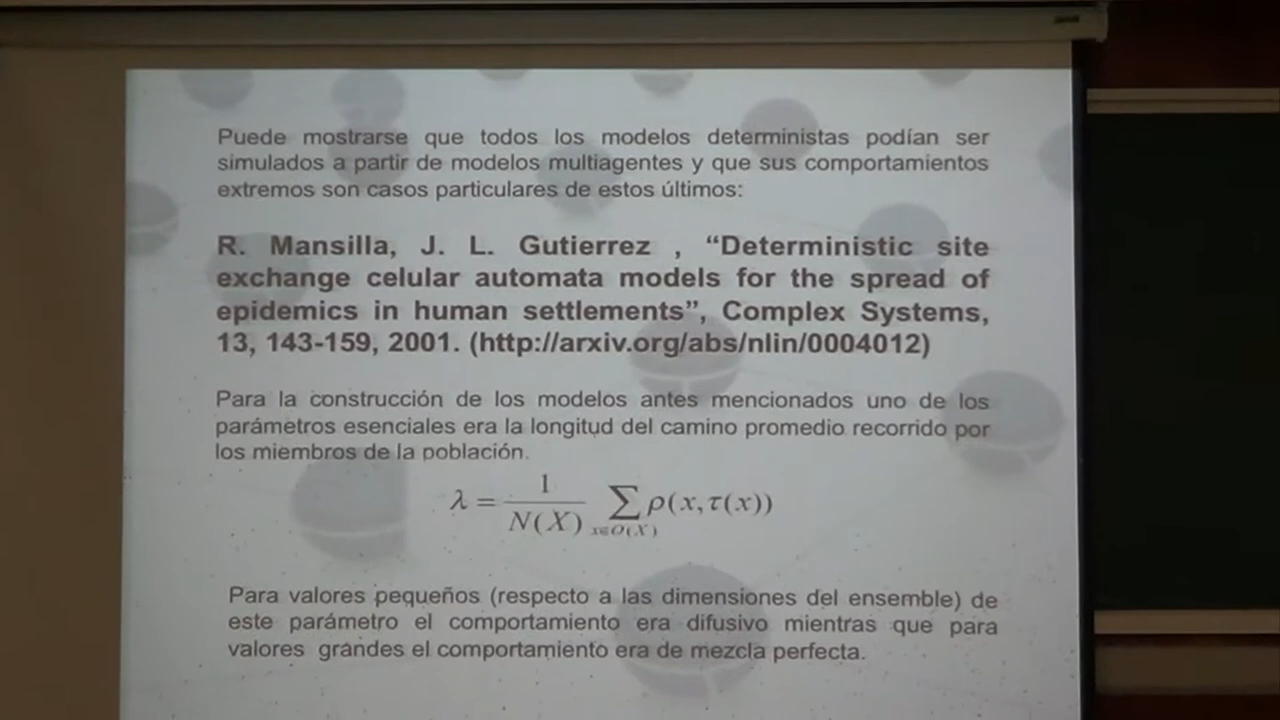 Puede mostrarse que todos los modelos deterministas podían ser
simulados a partir de modelos multiagentes y que sus comportamientos
extremos son casos particulares de estos últimos:
R. Mansilla, J. L. Gutierrez , “Deterministic site
exchange celular automata models for the spread of
epidemics in human settlements”, Complex Systems,
13, 143-159, 2001. (http://arxiv.org/abs/nlin/0004012)
Para la construcción de los modelos antes mencionados uno de los
parámetros esenciales era la longitud del camino promedio recorrido por
los miembros de la población.
λ = 1/N(X) ∑ x∈O(X) ρ(x,τ(x))
Para valores pequeños (respecto a las dimensiones del ensemble) de
este parámetro el comportamiento era difusivo mientras que para
valores grandes el comportamiento era de mezcla perfecta.